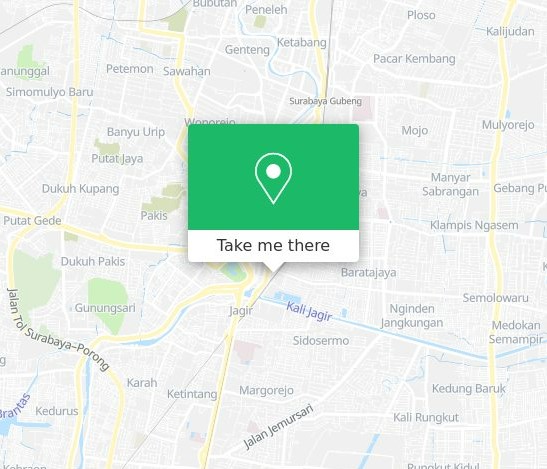 Bubutan
Peneleh
Ploso
Kalijudan
Ketabang
Genteng
Pacar Kembang
anunggal
Petemon
Sawahan
Simomulyo Baru
Surabaya Gubeng
Wonorejo
Banyu Urip
Mojo
Mulyorejo
Putat Jaya
Manyar
Sabrangan
Dukuh Kupang
Gebang Pu
Putat Gede
Pakis
Klampis Ngasem
Take me there
Dukuh Pakis
Baratajaya
Semolowaru
Gunungsari
Jagir
Kali Jagir
Nginden
Jangkungan
Medokan
Semampir
Jalan Tol Surabaya–Porong
Sidosermo
Karah
Ketintang
Margorejo
Kedung Baruk
Brantas
Kedurus
Jalan Jemursari
Kali Rungkut
Kebraon
Pungkut Kidul